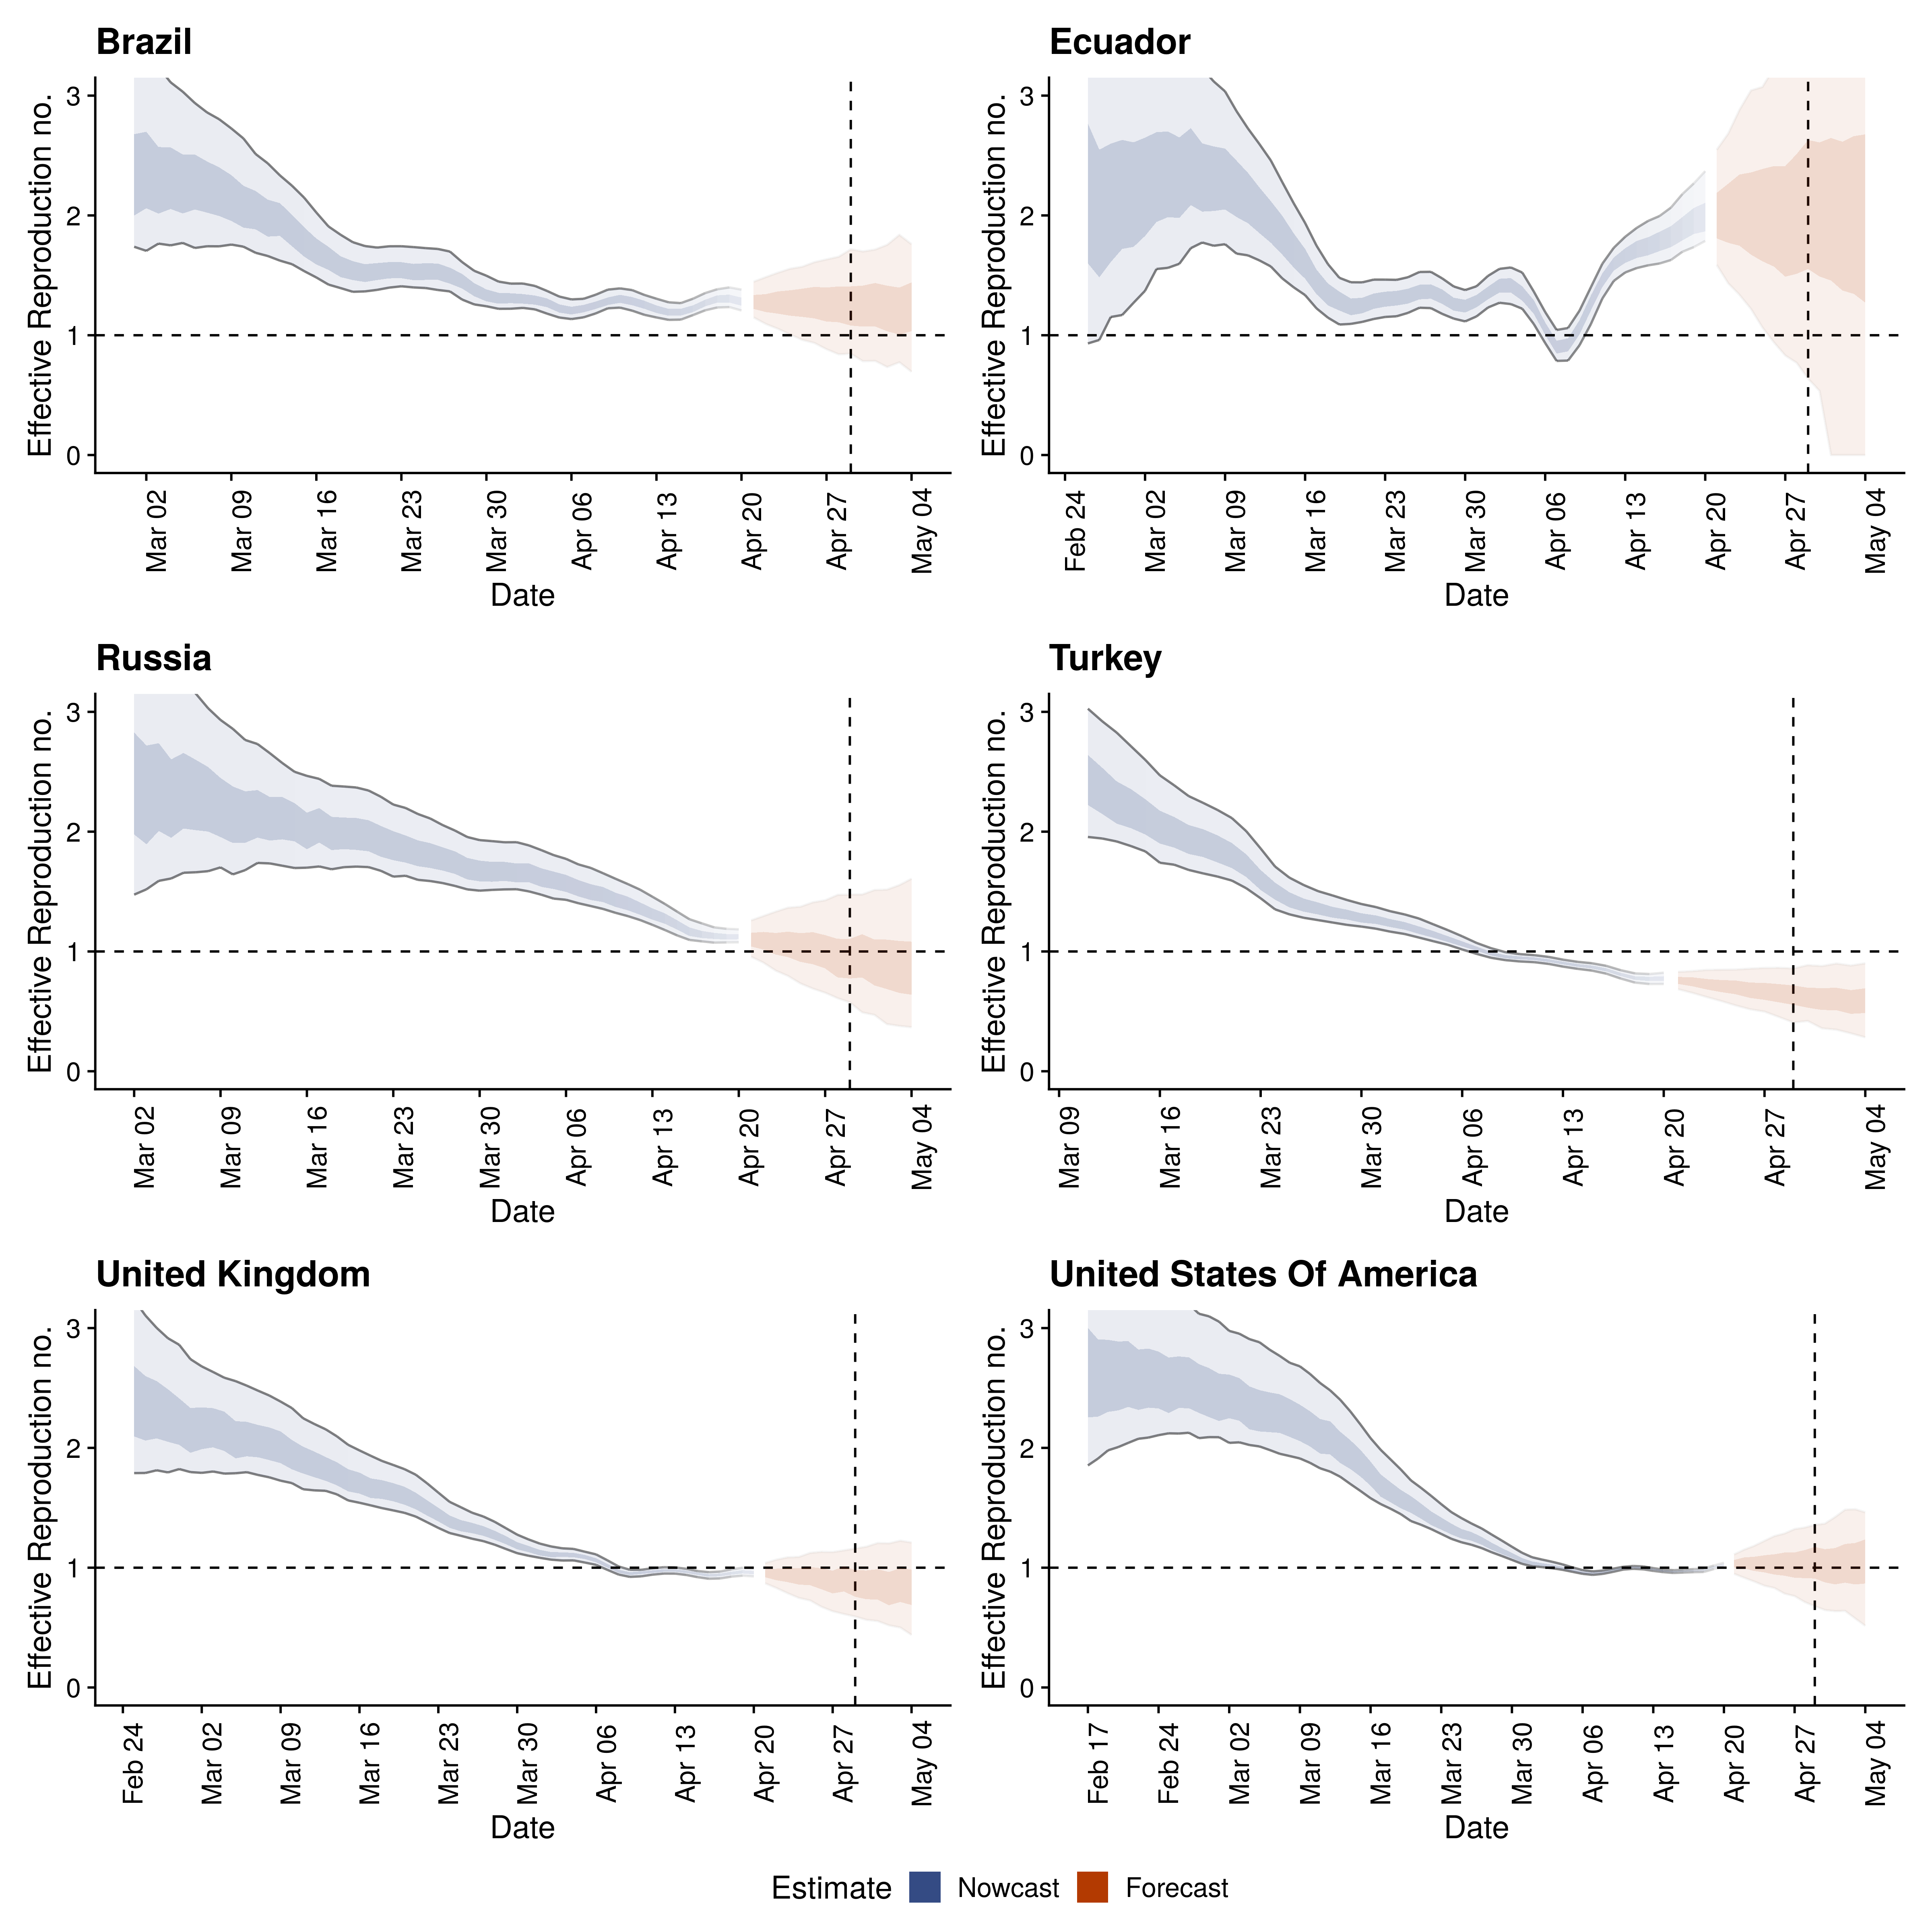 Brazil
Effective Reproduction no.
3
2
1
0
Mar 02
Mar 09
Mar 16
Mar 23
Mar 30
Apr 06
Apr 13
Apr 20
Apr 27
May 04
Date
Ecuador
Effective Reproduction no.
3
2
1
0
Feb 24
Mar 02
Mar 09
Mar 16
Mar 23
Mar 30
Apr 06
Apr 13
Apr 20
Apr 27
May 04
Date
Russia
Effective Reproduction no.
3
2
1
0
Mar 02
Mar 09
Mar 16
Mar 23
Mar 30
Apr 06
Apr 13
Apr 20
Apr 27
May 04
Date
Turkey
Effective Reproduction no.
3
2
1
0
Mar 09
Mar 16
Mar 23
Mar 30
Apr 06
Apr 13
Apr 20
Apr 27
May 04
Date
United Kingdom
Effective Reproduction no.
3
2
1
0
Feb 24
Mar 02
Mar 09
Mar 16
Mar 23
Mar 30
Apr 06
Apr 13
Apr 20
Apr 27
May 04
Date
United States Of America
Effective Reproduction no.
3
2
1
0
Feb 17
Feb 24
Mar 02
Mar 09
Mar 16
Mar 23
Mar 30
Apr 06
Apr 13
Apr 20
Apr 27
May 04
Date
Estimate Nowcast Forecast